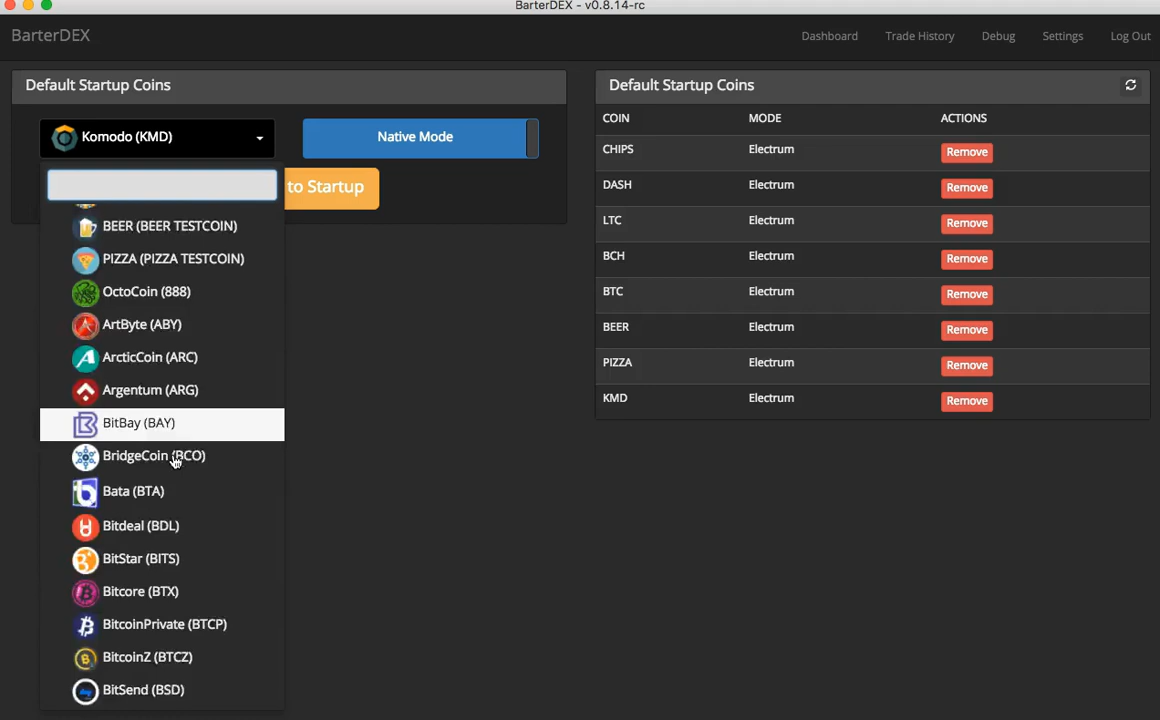 BarterDEX - v0.8.14-rc
BarterDEX
Dashboard
Trade History
Debug
Settings
Log Out
Default Startup Coins
Komodo (KMD)
Native Mode
to Startup
BEER (BEER TESTCOIN)
PIZZA (PIZZA TESTCOIN)
OctoCoin (888)
ArtByte (ABY)
ArcticCoin (ARC)
Argentum (ARG)
BitBay (BAY)
BridgeCoin (BCO)
Bata (BTA)
Bitdeal (BDL)
BitStar (BITS)
Bitcore (BTX)
BitcoinPrivate (BTCP)
BitcoinZ (BTCZ)
BitSend (BSD)
Default Startup Coins
COIN MODE ACTIONS
CHIPS Electrum Remove
DASH Electrum Remove
LTC Electrum Remove
BCH Electrum Remove
BTC Electrum Remove
BEER Electrum Remove
PIZZA Electrum Remove
KMD Electrum Remove